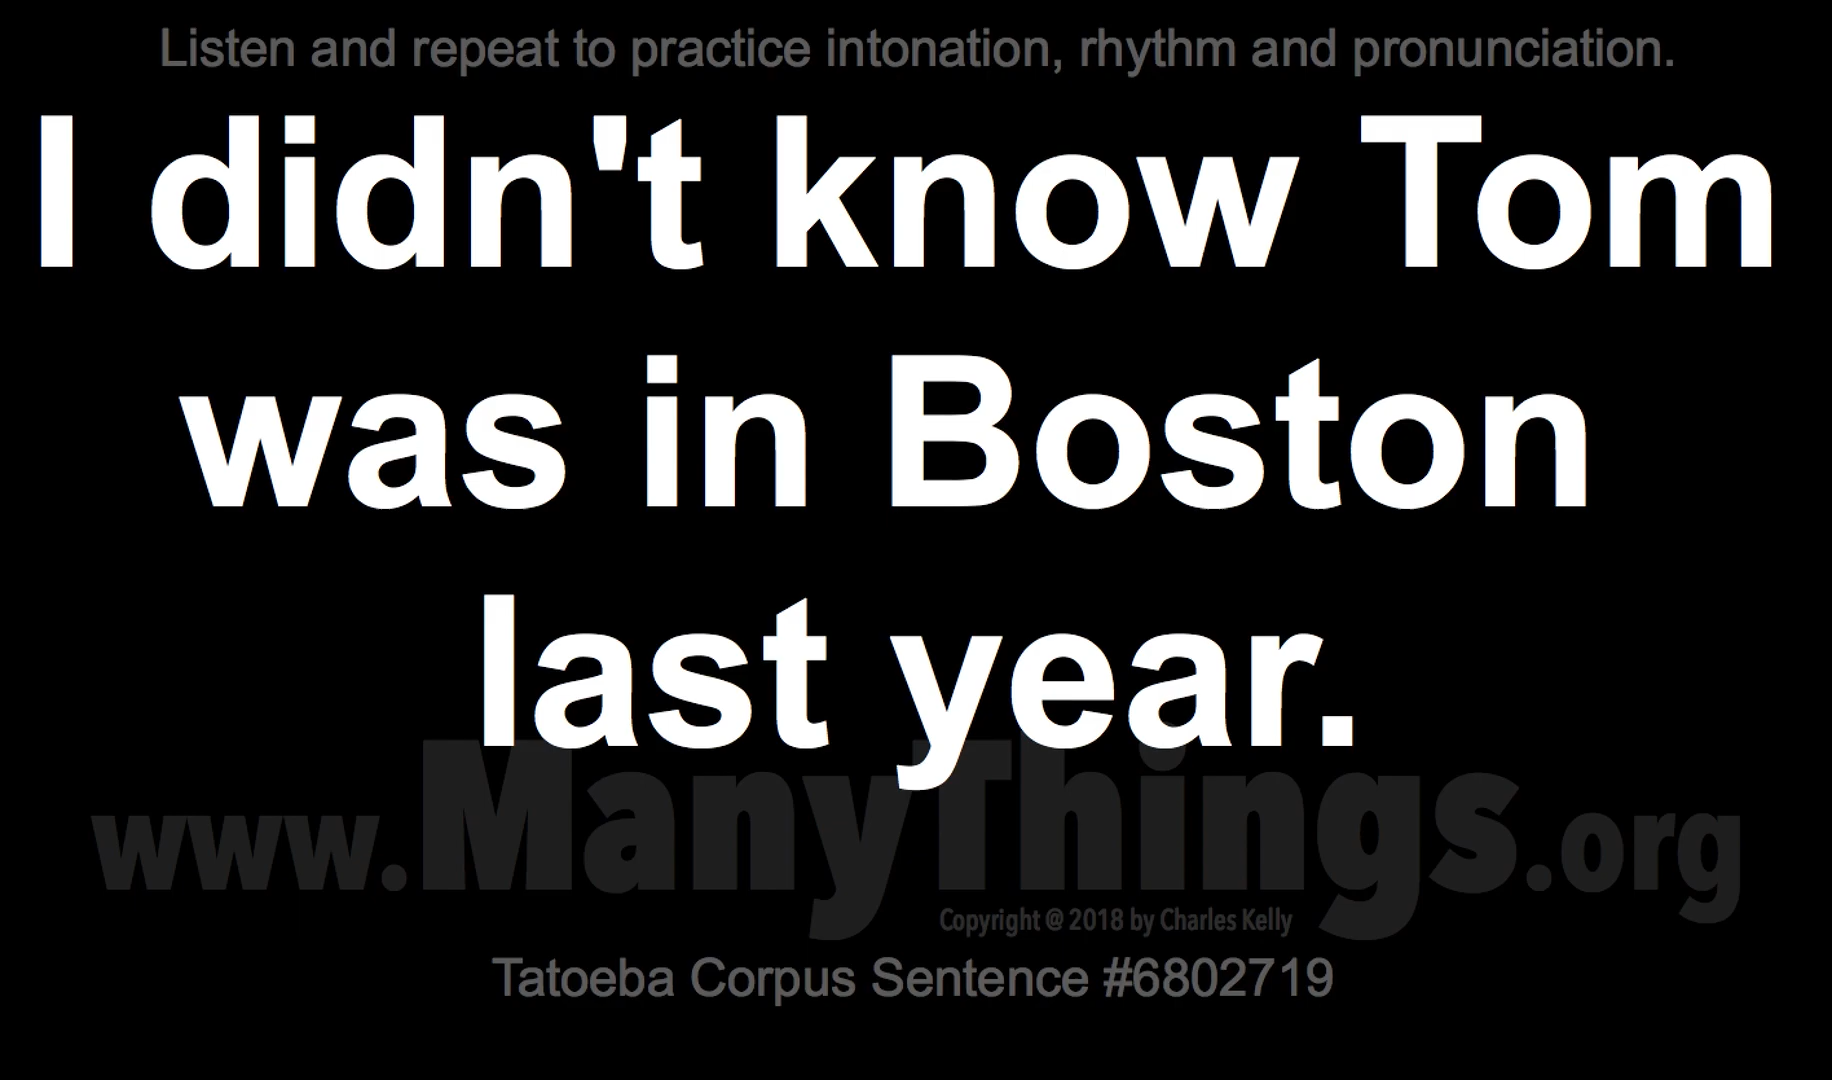 Listen and repeat to practice intonation, rhythm and pronunciation.
I didn't know Tom
was in Boston
last year.
www.ManyThings.org
Copyright @ 2018 by Charles Kelly
Tatoeba Corpus Sentence #6802719